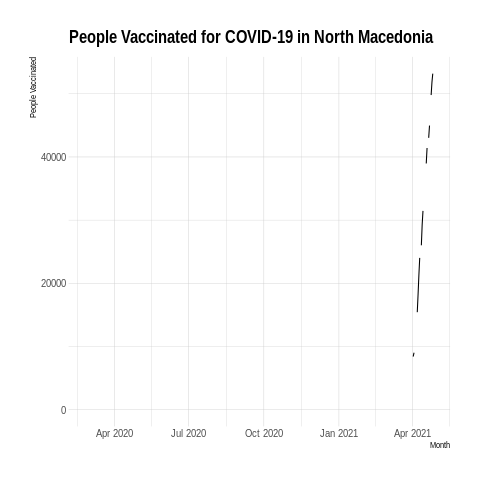 People Vaccinated for COVID-19 in North Macedonia
People Vaccinated
40000
20000
0
Apr 2020 Jul 2020 Oct 2020 Jan 2021 Apr 2021
Month